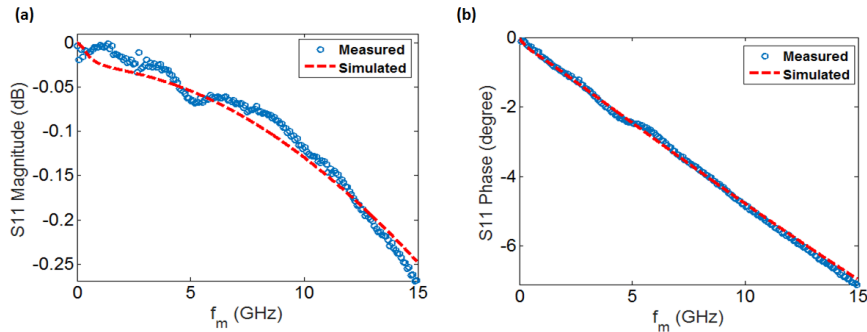 (a)
0
-0.05
-0.1
-0.15
-0.2
-0.25
S11 Magnitude (dB)
Measured
Simulated
0
5
10
15
f_m (GHz)
(b)
0
-2
-4
-6
S11 Phase (degree)
Measured
Simulated
0
5
10
15
f_m (GHz)